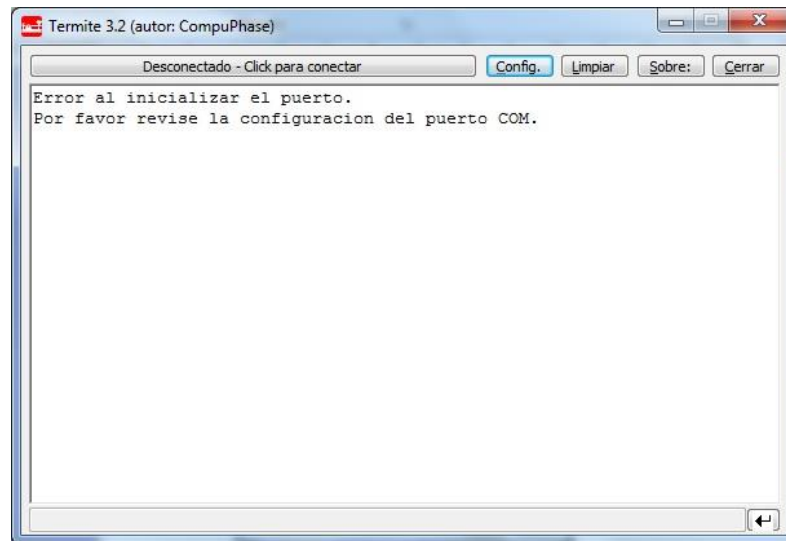 Termite 3.2 (autor: CompuPhase)
Desconectado - Click para conectar Config. Limpiar Sobre: Cerrar
Error al inicializar el puerto.
Por favor revise la configuracion del puerto COM.